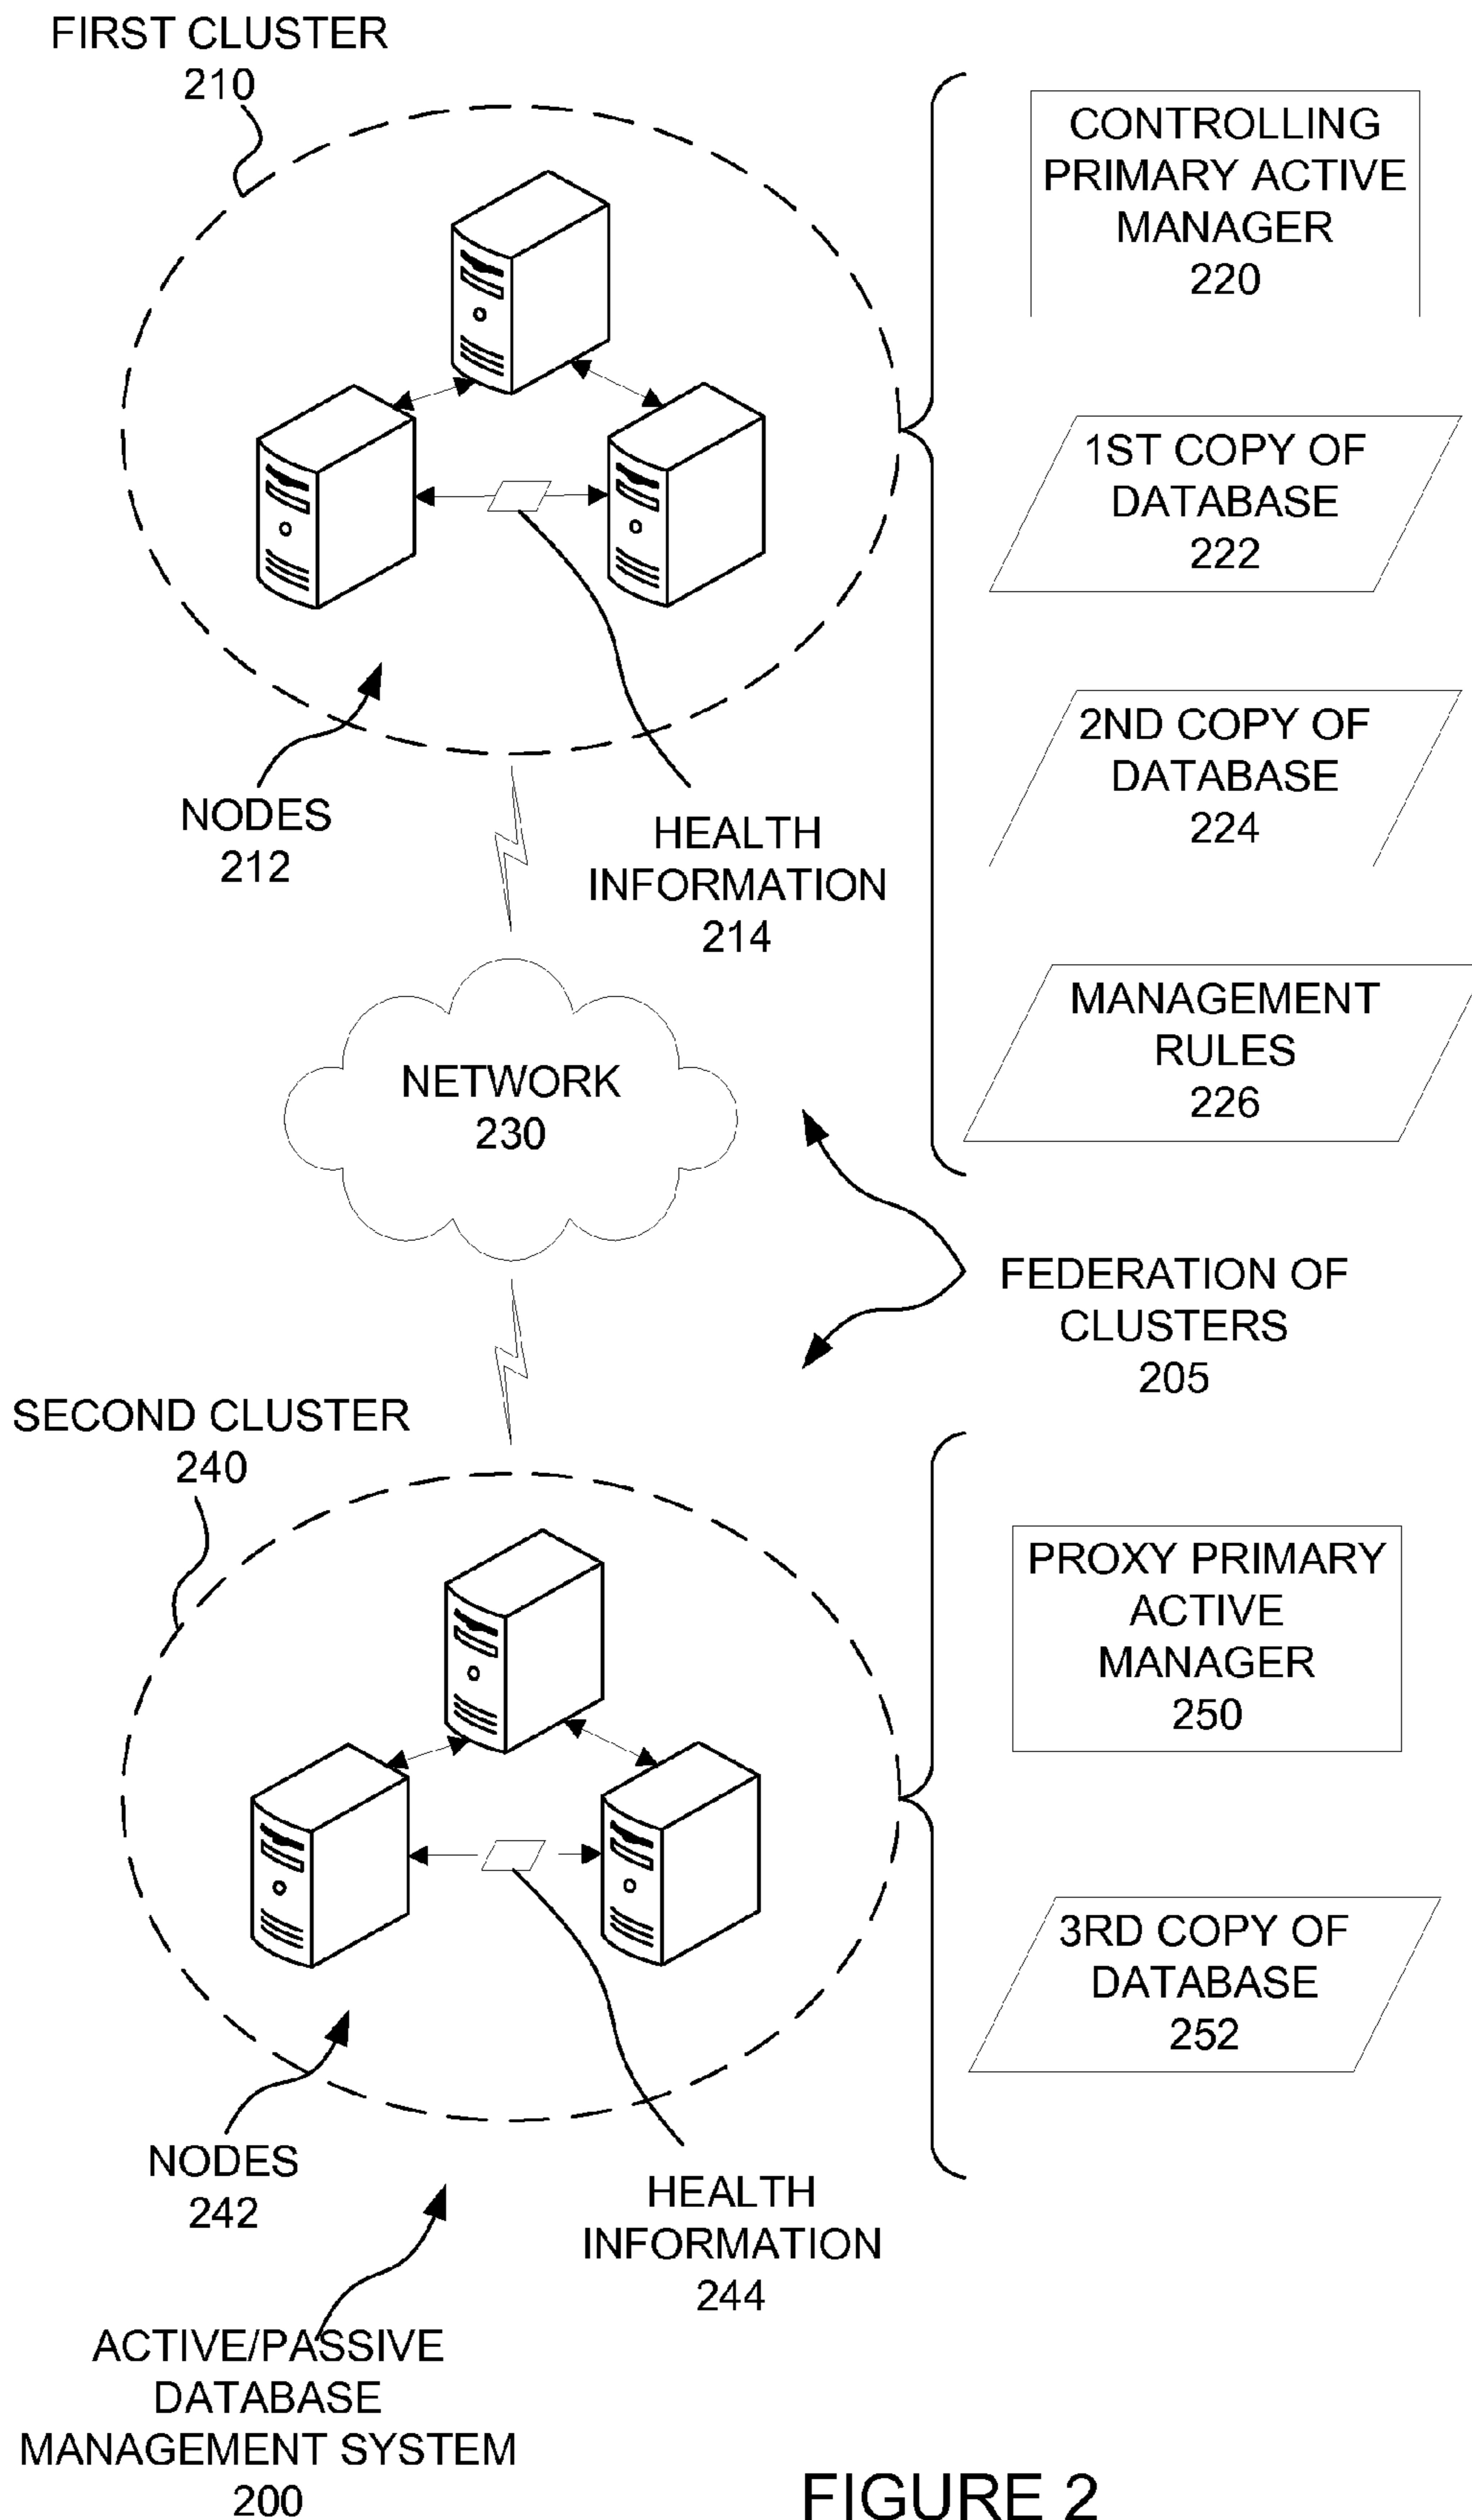 FIRST CLUSTER
210
CONTROLLING
PRIMARY ACTIVE
MANAGER
220
1ST COPY OF
DATABASE
222
2ND COPY OF
DATABASE
224
NODES
212
HEALTH
INFORMATION
214
MANAGEMENT
RULES
226
NETWORK
230
FEDERATION OF
CLUSTERS
205
SECOND CLUSTER
240
PROXY PRIMARY
ACTIVE
MANAGER
250
3RD COPY OF
DATABASE
252
NODES
242
HEALTH
INFORMATION
244
ACTIVE/PASSIVE
DATABASE
MANAGEMENT SYSTEM
200
FIGURE 2